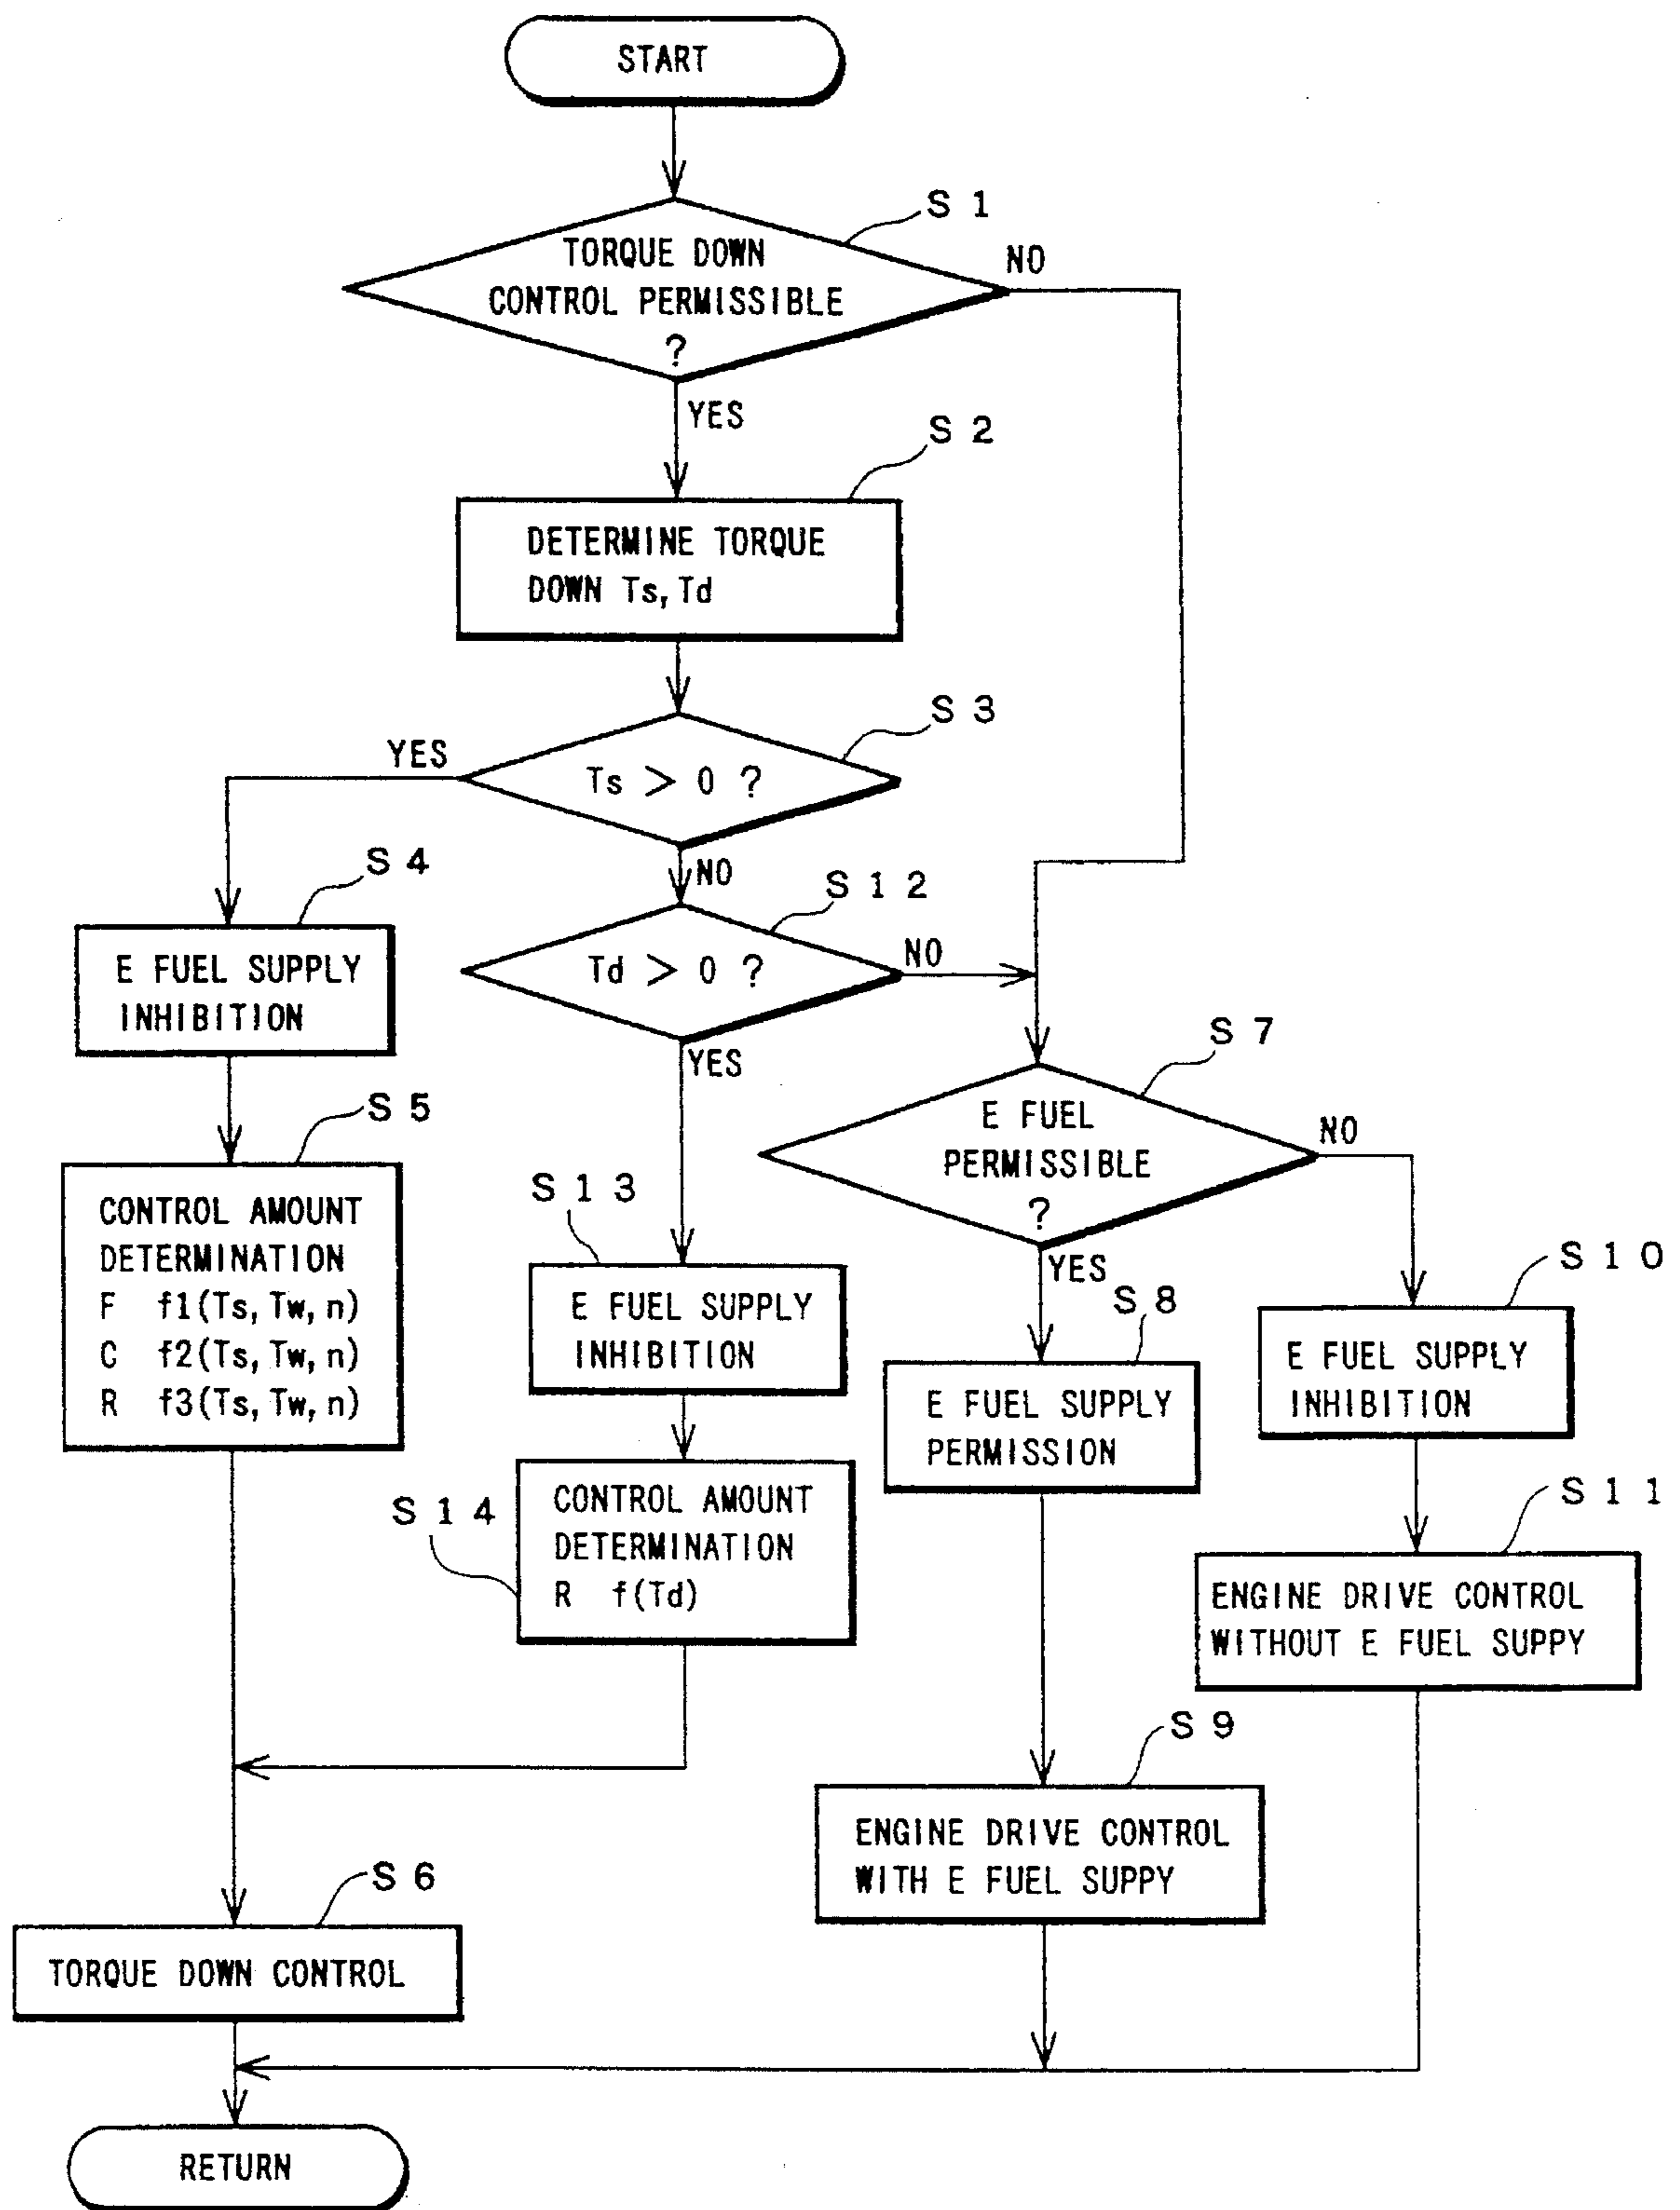 START
S 1
TORQUE DOWN
CONTROL PERMISSIBLE
?
NO
YES
S 2
DETERMINE TORQUE
DOWN Ts, Td
S 3
YES
Ts > 0 ?
NO
S 4
E FUEL SUPPLY
INHIBITION
S 1 2
Td > 0 ?
NO
YES
S 5
CONTROL AMOUNT
DETERMINATION
F f1(Ts, Tw, n)
C f2(Ts, Tw, n)
R f3(Ts, Tw, n)
S 7
E FUEL
PERMISSIBLE
?
NO
YES
S 1 3
E FUEL SUPPLY
INHIBITION
S 8
E FUEL SUPPLY
PERMISSION
S 1 0
E FUEL SUPPLY
INHIBITION
S 1 4
CONTROL AMOUNT
DETERMINATION
R f(Td)
S 1 1
ENGINE DRIVE CONTROL
WITHOUT E FUEL SUPPY
S 9
ENGINE DRIVE CONTROL
WITH E FUEL SUPPY
S 6
TORQUE DOWN CONTROL
RETURN